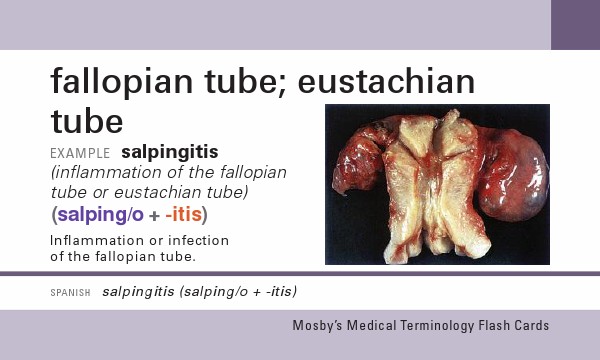 fallopian tube; eustachian
tube
EXAMPLE salpingitis
(inflammation of the fallopian
tube or eustachian tube)
(salping/o + -itis)
Inflammation or infection
of the fallopian tube.
SPANISH salpingitis (salping/o + -itis)
Mosby's Medical Terminology Flash Cards